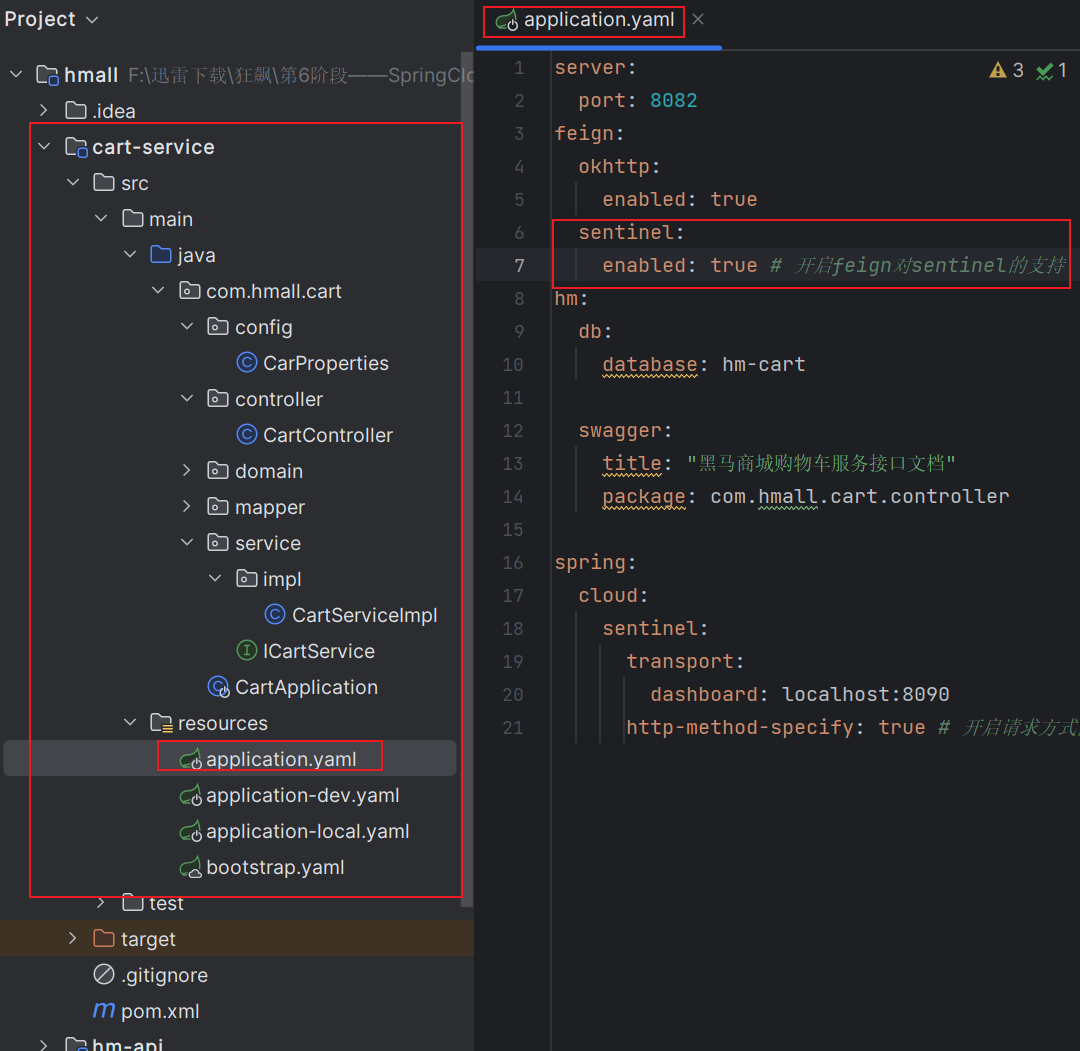 Project
hmall F:\迅雷下载\狂飙\第6阶段——SpringClo
.idea
cart-service
src
main
java
com.hmall.cart
config
CarProperties
controller
CartController
domain
mapper
service
impl
CartServiceImpl
ICartService
CartApplication
resources
application.yaml
application-dev.yaml
application-local.yaml
bootstrap.yaml
test
target
.gitignore
pom.xml
hm-api
application.yaml
3 1
1 server:
2 port: 8082
3 feign:
4 okhttp:
5 enabled: true
6 sentinel:
7 enabled: true # 开启feign对sentinel的支持
8 hm:
9 db:
10 database: hm-cart
11
12 swagger:
13 title: "黑马商城购物车服务接口文档"
14 package: com.hmall.cart.controller
15
16 spring:
17 cloud:
18 sentinel:
19 transport:
20 dashboard: localhost:8090
21 http-method-specify: true # 开启请求方式